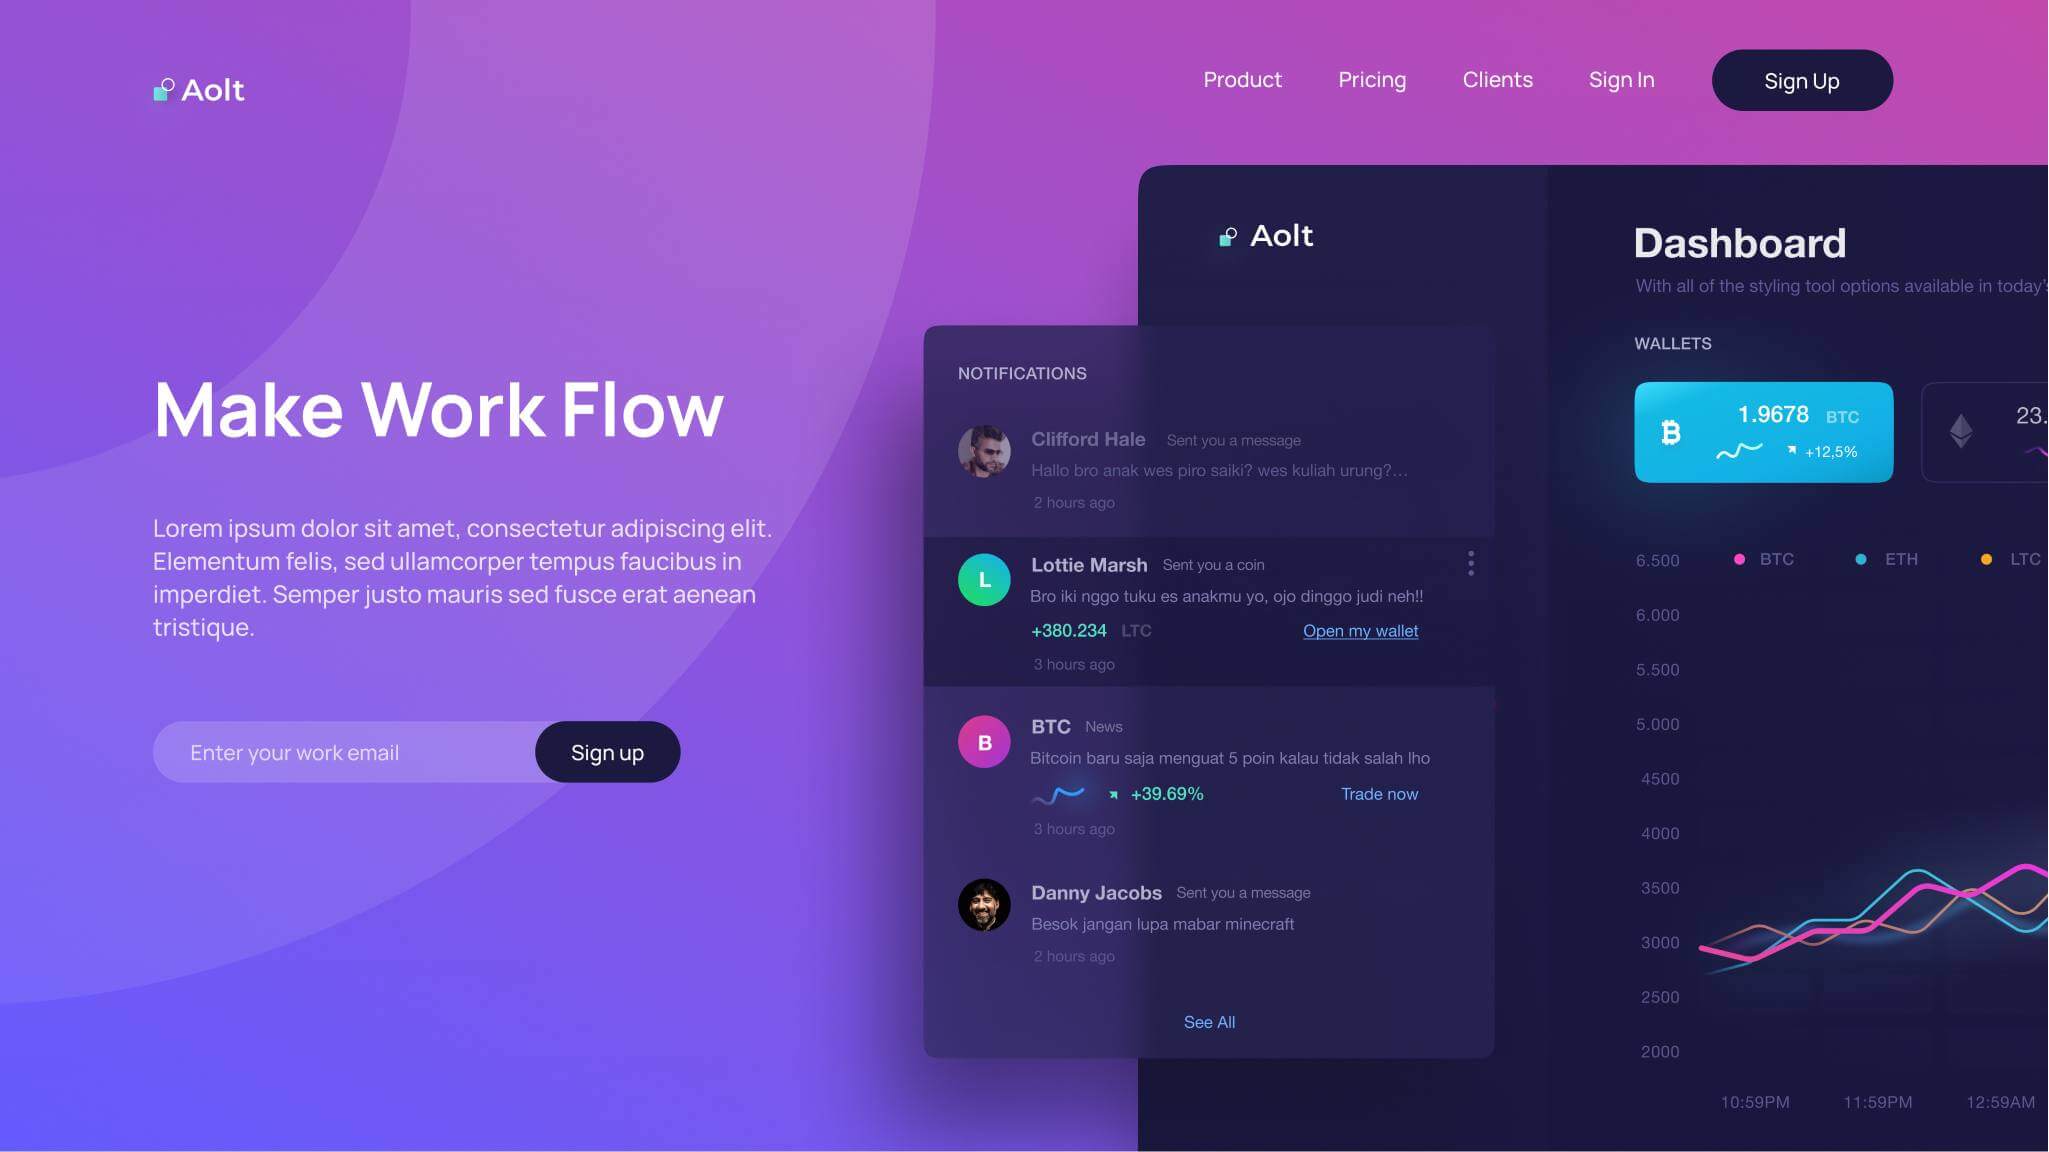 Aolt
Product
Pricing
Clients
Sign In
Sign Up
Make Work Flow
Lorem ipsum dolor sit amet, consectetur adipiscing elit.
Elementum felis, sed ullamcorper tempus faucibus in
imperdiet. Semper justo mauris sed fusce erat aenean
tristique.
Enter your work email
Sign up
Aolt
NOTIFICATIONS
Clifford Hale Sent you a message
Hallo bro anak wes piro saiki? wes kuliah urung?...
2 hours ago
L
Lottie Marsh Sent you a coin
Bro iki nggo tuku es anakmu yo, ojo dinggo judi neh!!
+380.234 LTC Open my wallet
3 hours ago
B
BTC News
Bitcoin baru saja menguat 5 poin kalau tidak salah lho
+39.69% Trade now
3 hours ago
Danny Jacobs Sent you a message
Besok jangan lupa mabar minecraft
2 hours ago
See All
Dashboard
With all of the styling tool options available in today's
WALLETS
1.9678 BTC
+12,5%
23.
BTC ETH LTC
6.500
6.000
5.500
5.000
4500
4000
3500
3000
2500
2000
10:59PM 11:59PM 12:59AM